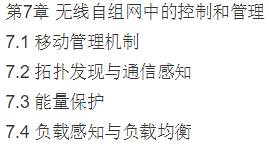 第7章 无线自组网中的控制和管理
7.1 移动管理机制
7.2 拓扑发现与通信感知
7.3 能量保护
7.4 负载感知与负载均衡